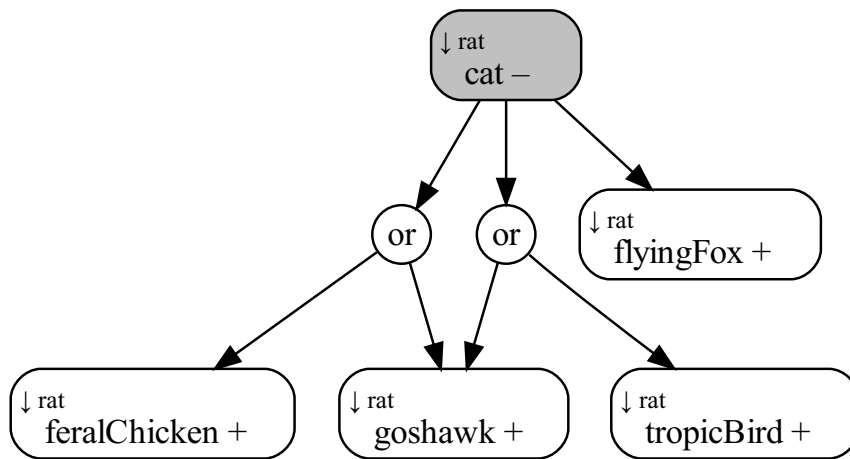 ↓ rat
cat –
or
or
↓ rat
flyingFox +
↓ rat
feralChicken +
↓ rat
goshawk +
↓ rat
tropicBird +